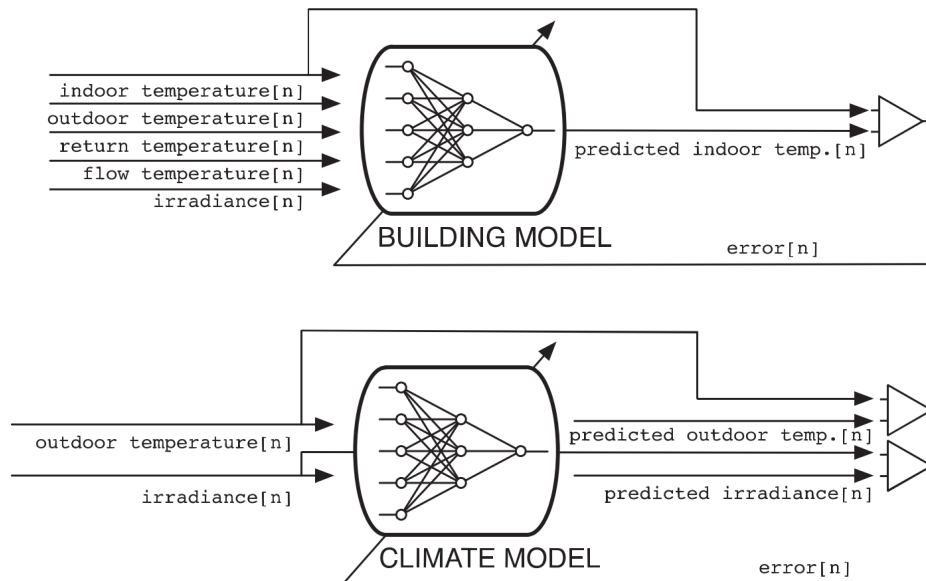 indoor temperature[n]
outdoor temperature[n]
return temperature[n]
flow temperature[n]
irradiance[n]
predicted indoor temp.[n]
BUILDING MODEL
error[n]
outdoor temperature[n]
irradiance[n]
predicted outdoor temp.[n]
predicted irradiance[n]
CLIMATE MODEL
error[n]